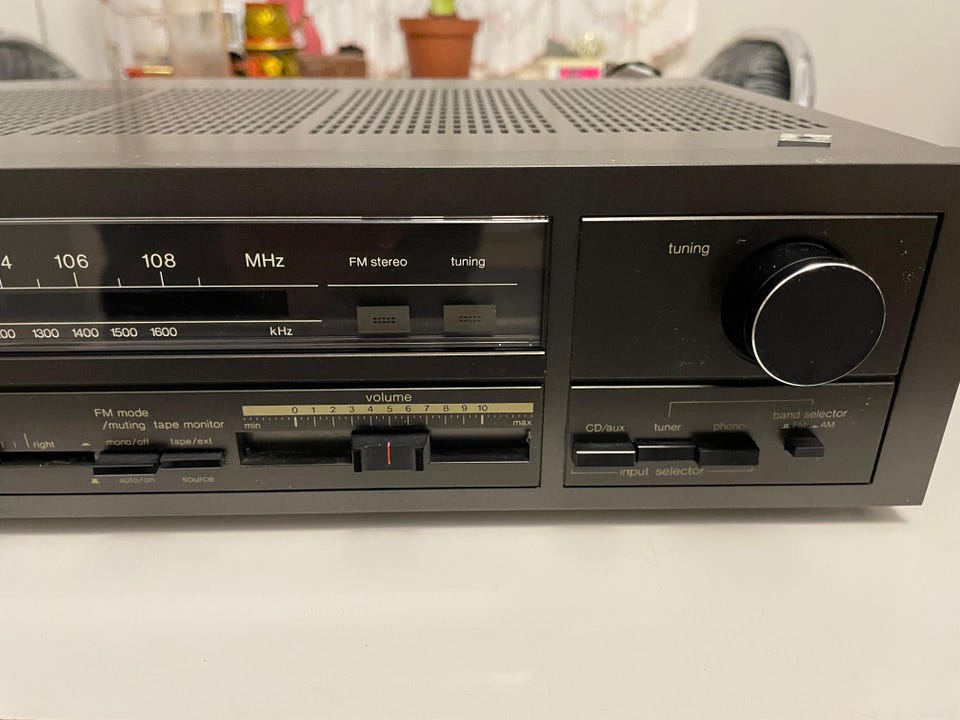 4 106 108 MHz
FM stereo
tuning
00 1300 1400 1500 1600 kHz
tuning
volume
0 1 2 3 4 5 6 7 8 9 10
min max
right
FM mode
/muting
mono/off
auto/on
tape monitor
tape/ext
source
CD/aux tuner phono
input selector
band selector
FM AM